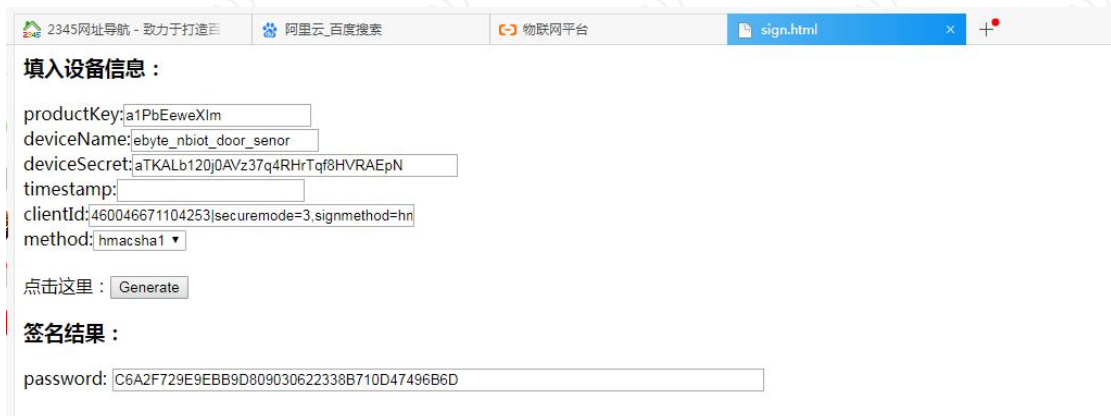 2345网址导航 - 致力于打造百
阿里云_百度搜索
物联网平台
sign.html
填入设备信息：
productKey:a1PbEeweXIm
deviceName:ebyte_nbiot_door_senor
deviceSecret:aTKALb120j0AVz37q4RHrTqf8HVRAEpN
timestamp:
clientId:460046671104253|securemode=3,signmethod=hm
method:hmacsha1
点击这里：Generate
签名结果：
password: C6A2F729E9EBB9D809030622338B710D47496B6D